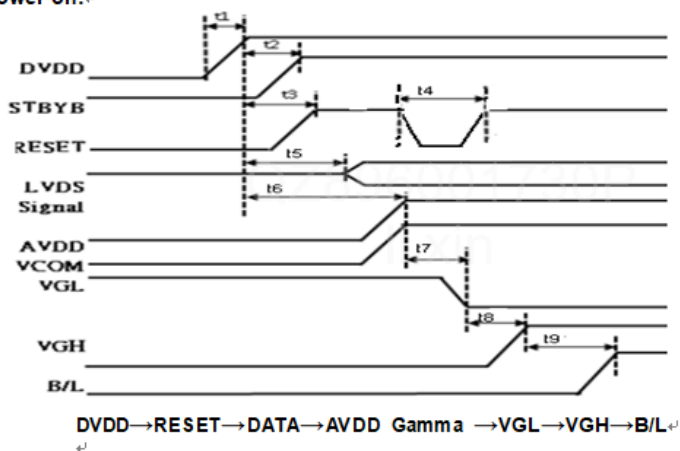 ower on:
t1
t2
DVDD
t3
t4
STBYB
RESET
t5
LVDS
Signal
t6
AVDD
t7
VCOM
VGL
t8
VGH
t9
B/L
DVDD→RESET→DATA→AVDD Gamma →VGL→VGH→B/L